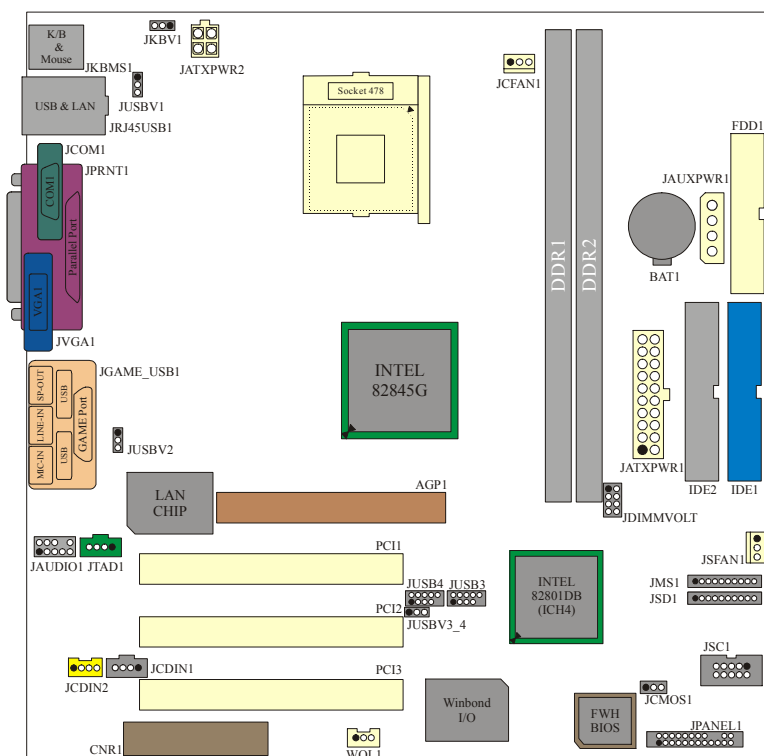 K/B
&
Mouse
JKBMS1
JKBV1
JATXPWR2
JUSBV1
USB & LAN
JRJ45USB1
JCOM1
COM1
JPRNT1
Parallel Port
VGA1
JVGA1
Socket 478
JCFAN1
FDD1
JAUXPWR1
BAT1
DDR1
DDR2
JGAME_USB1
SP-OUT
LINE-IN
MIC-IN
USB
USB
GAME Port
JUSBV2
INTEL
82845G
JATXPWR1
IDE2
IDE1
LAN
CHIP
AGP1
JDIMMVOLT
JAUDIO1
JTAD1
PCI1
JUSB4
JUSB3
PCI2
JUSBV3_4
INTEL
82801DB
(ICH4)
JSFAN1
JMS1
JSD1
JCDIN2
JCDIN1
PCI3
JSC1
JCMOS1
Winbond
I/O
FWH
BIOS
JPANEL1
CNR1
WOL1